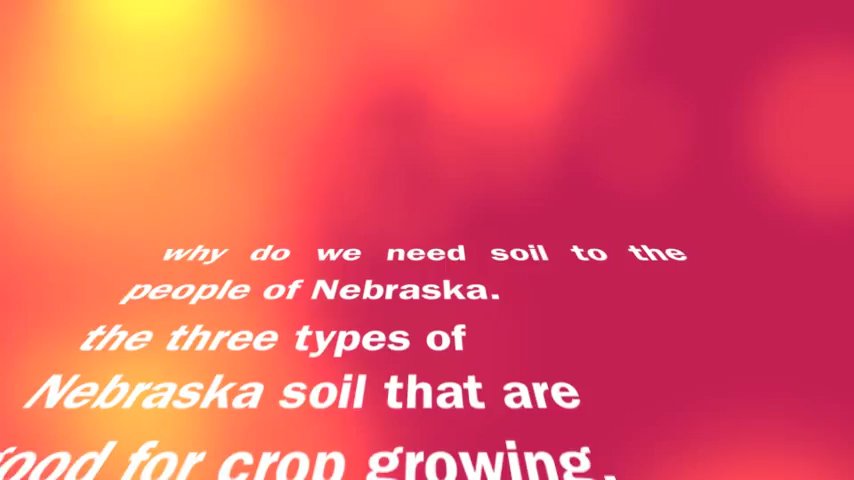 why do we need soil to the
people of Nebraska.
the three types of
Nebraska soil that are
good for crop growing.